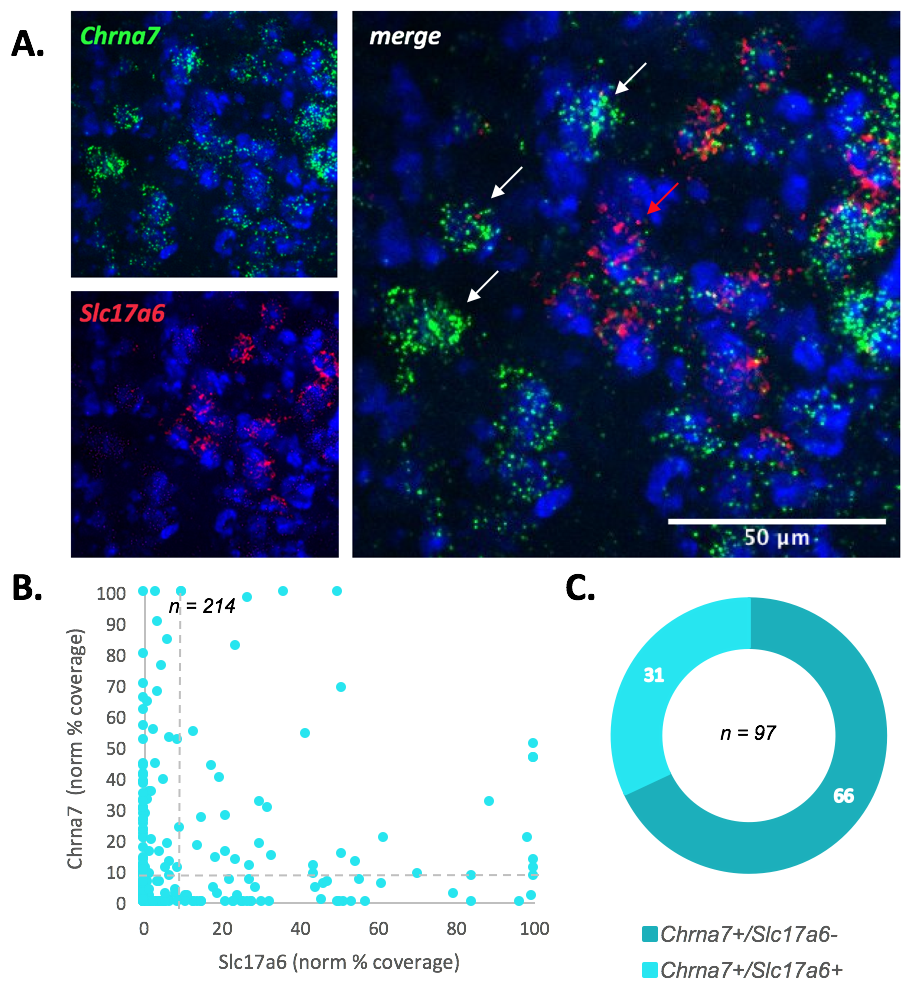 A.
Chrna7
merge
Slc17a6
50 µm
B.
C.
n = 214
100
90
80
70
60
50
40
30
20
10
0
Chrna7 (norm % coverage)
0 20 40 60 80 100
Slc17a6 (norm % coverage)
31
n = 97
66
Chrna7+/Slc17a6-
Chrna7+/Slc17a6+